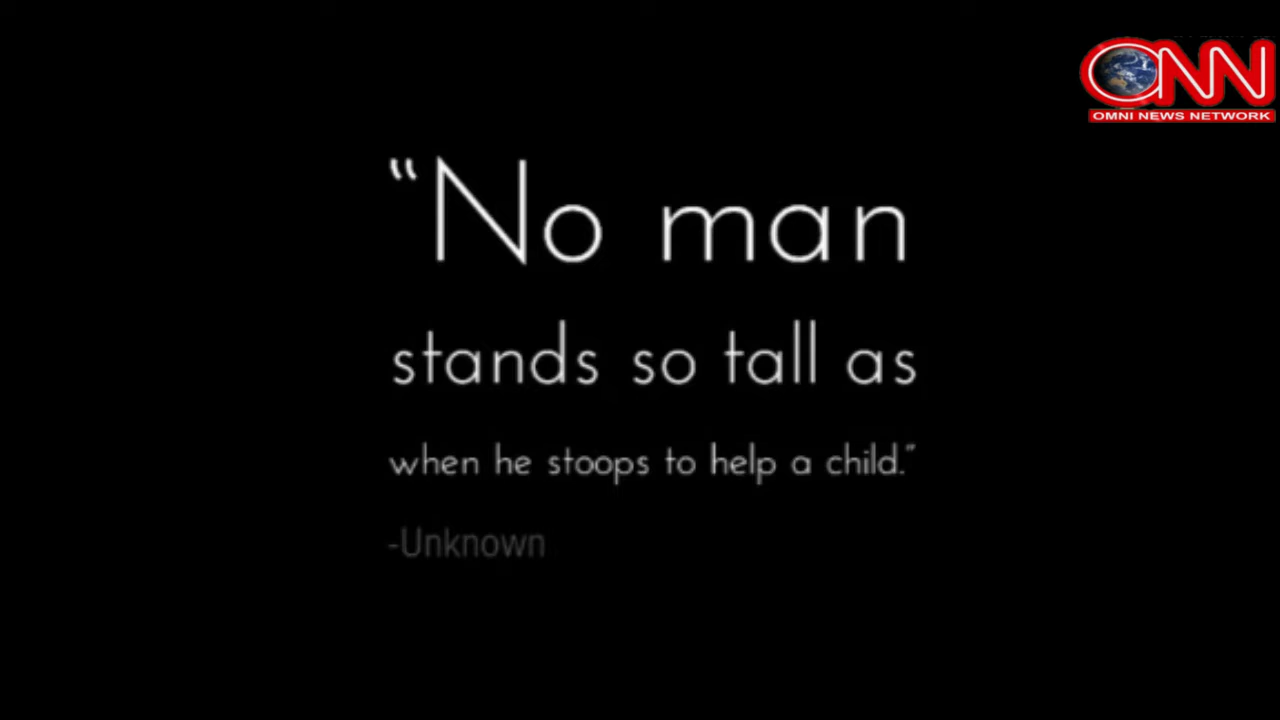 ONN
OMNI NEWS NETWORK
“No man
stands so tall as
when he stoops to help a child.”
-Unknown